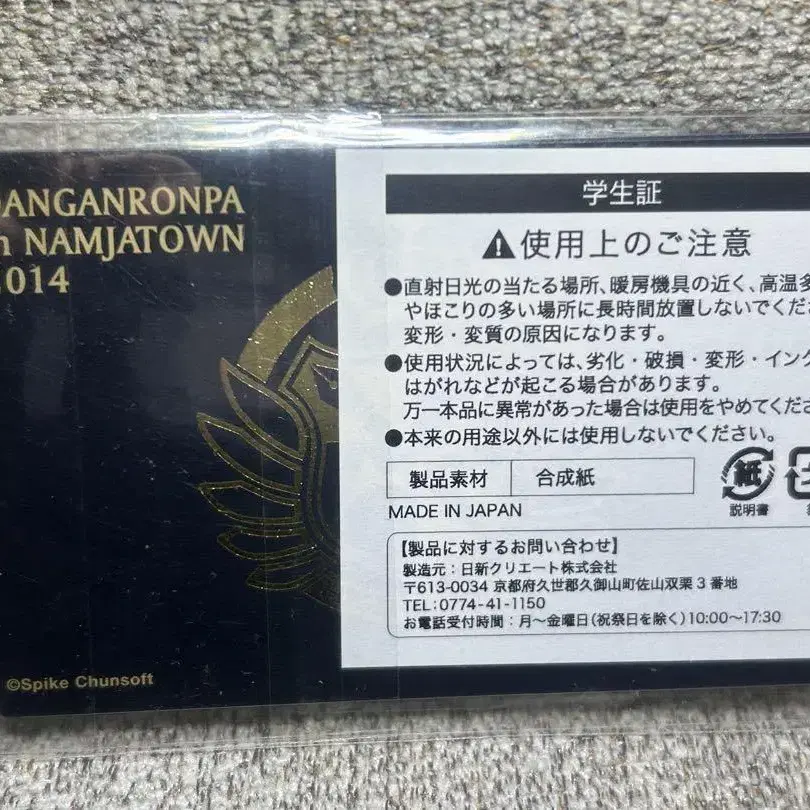 DANGANRONPA
in NAMJATOWN
2014
©Spike Chunsoft
学生証
⚠使用上のご注意
●直射日光の当たる場所、暖房機具の近く、高温多
やほこりの多い場所に長時間放置しないでくださ
変形・変質の原因になります。
●使用状況によっては、劣化・破損・変形・インク
はがれなどが起こる場合があります。
万一本品に異常があった場合は使用をやめてくださ
●本来の用途以外には使用しないでください。
製品素材 合成紙
紙
説明書
MADE IN JAPAN
【製品に対するお問い合わせ】
製造元：日新クリエート株式会社
〒613-0034 京都府久世郡久御山町佐山双栗3番地
TEL:0774-41-1150
お電話受付時間：月〜金曜日(祝祭日を除く)10:00〜17:30